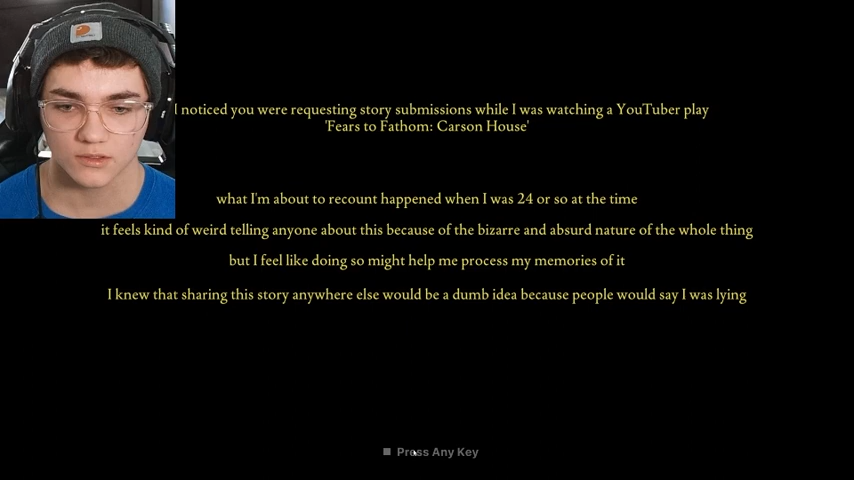 I noticed you were requesting story submissions while I was watching a YouTuber play
'Fears to Fathom: Carson House'
what I'm about to recount happened when I was 24 or so at the time
it feels kind of weird telling anyone about this because of the bizarre and absurd nature of the whole thing
but I feel like doing so might help me process my memories of it
I knew that sharing this story anywhere else would be a dumb idea because people would say I was lying
Press Any Key